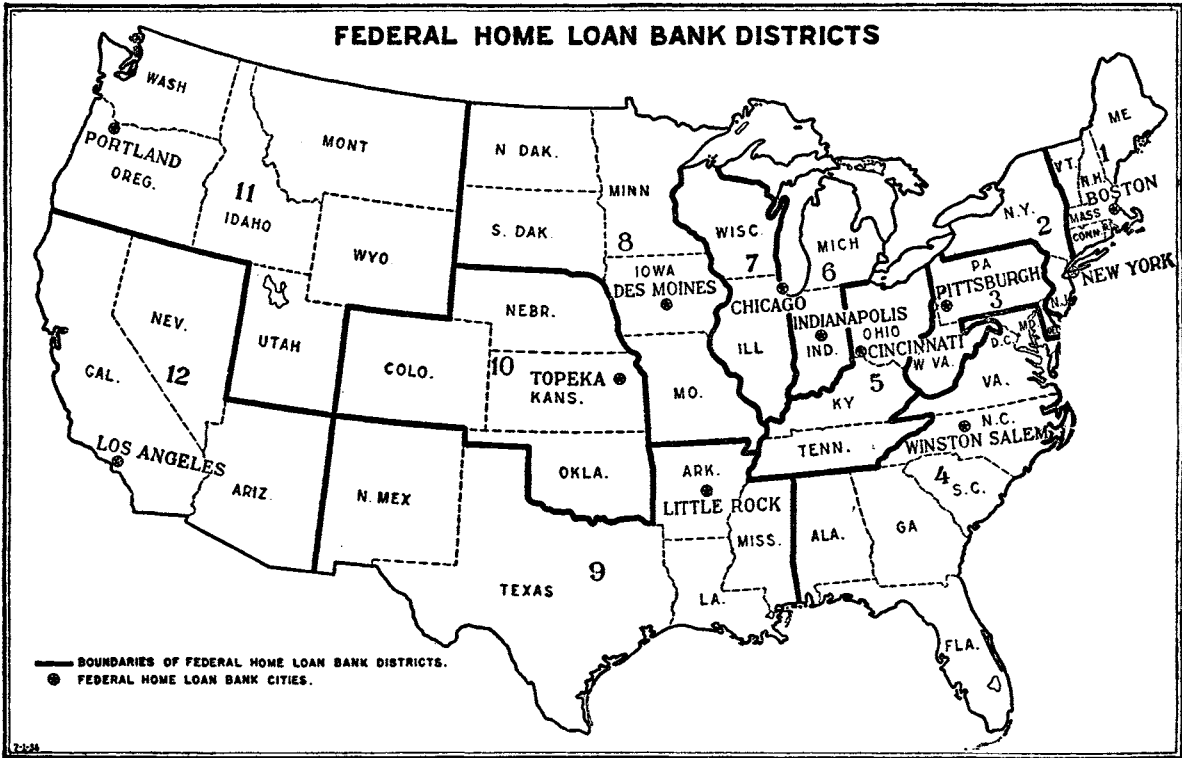 FEDERAL HOME LOAN BANK DISTRICTS
WASH
PORTLAND
OREG.
11
IDAHO
MONT
WYO
N DAK.
S. DAK.
MINN
8
IOWA
DES MOINES
WISC.
7
CHICAGO
ILL
MICH
6
INDIANAPOLIS
IND.
OHIO
CINCINNATI
5
KY
TENN.
W VA.
PA
PITTSBURGH
3
N.Y.
2
NEW YORK
N.J.
VT.
N.H.
1
ME
BOSTON
MASS
CONN.
MD.
D.C.
VA.
N.C.
WINSTON SALEM
4
S.C.
GA
ALA.
FLA.
MISS.
ARK.
LITTLE ROCK
LA.
MO.
NEBR.
10
TOPEKA
KANS.
COLO.
UTAH
NEV.
12
CAL.
LOS ANGELES
ARIZ.
N. MEX
OKLA.
TEXAS
9
BOUNDARIES OF FEDERAL HOME LOAN BANK DISTRICTS.
FEDERAL HOME LOAN BANK CITIES.